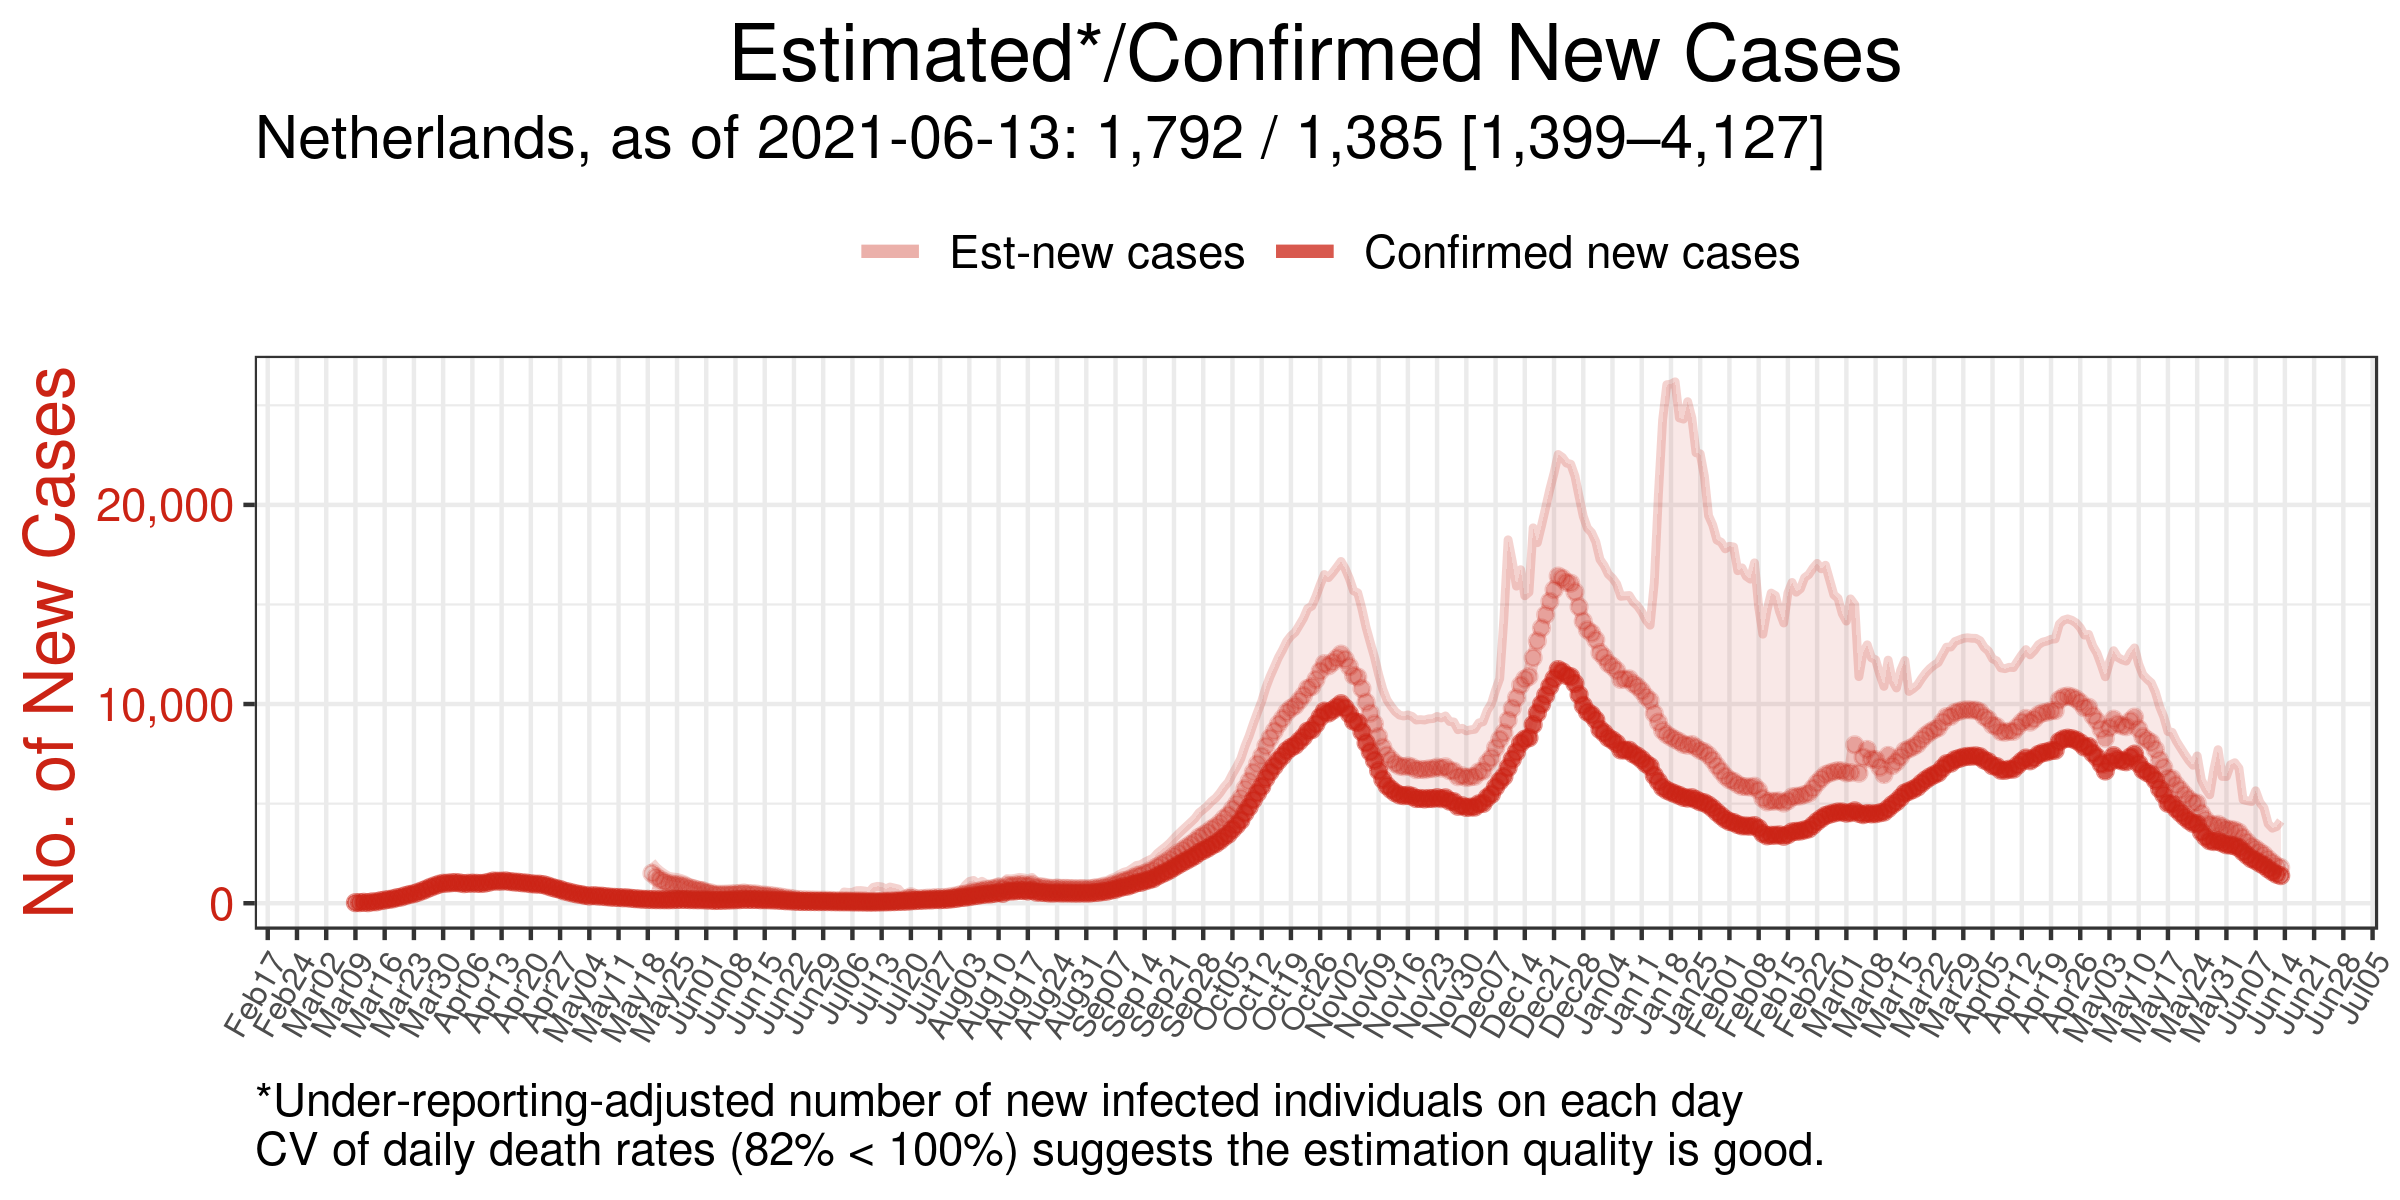 Estimated*/Confirmed New Cases
Netherlands, as of 2021-06-13: 1,792 / 1,385 [1,399–4,127]
Est-new cases Confirmed new cases
No. of New Cases
20,000
10,000
0
Feb17 Feb24 Mar02 Mar09 Mar16 Mar23 Mar30 Apr06 Apr13 Apr20 Apr27 May04 May11 May18 May25 Jun01 Jun08 Jun15 Jun22 Jun29 Jul06 Jul13 Jul20 Jul27 Aug03 Aug10 Aug17 Aug24 Aug31 Sep07 Sep14 Sep21 Sep28 Oct05 Oct12 Oct19 Oct26 Nov02 Nov09 Nov16 Nov23 Nov30 Dec07 Dec14 Dec21 Dec28 Jan04 Jan11 Jan18 Jan25 Feb01 Feb08 Feb15 Feb22 Mar01 Mar08 Mar15 Mar22 Mar29 Apr05 Apr12 Apr19 Apr26 May03 May10 May17 May24 May31 Jun07 Jun14 Jun21 Jun28 Jul05
*Under-reporting-adjusted number of new infected individuals on each day
CV of daily death rates (82% < 100%) suggests the estimation quality is good.